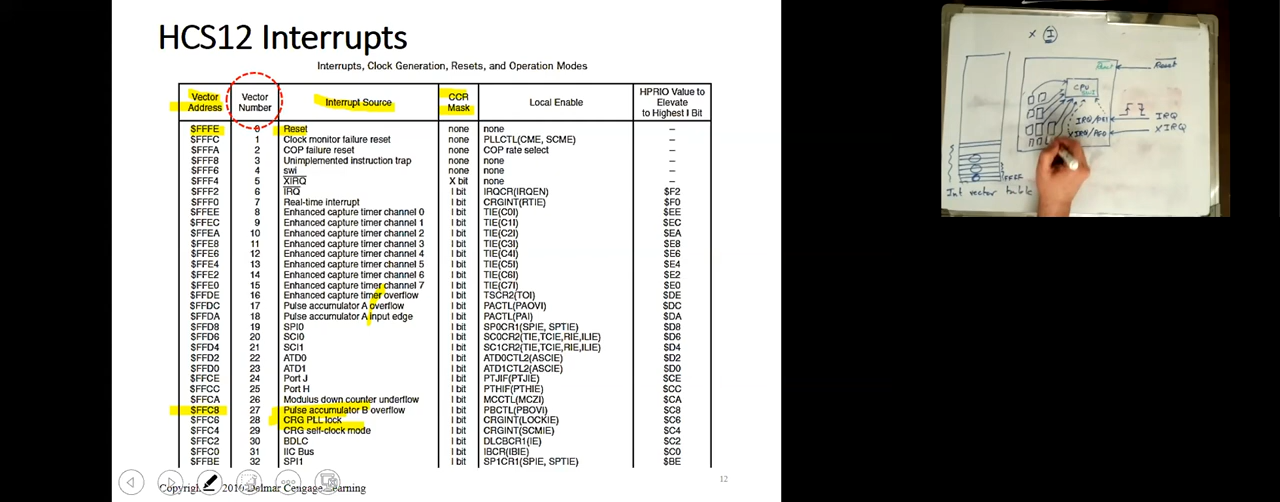 HCS12 Interrupts
Interrupts, Clock Generation, Resets, and Operation Modes
Vector Address Vector Number Interrupt Source CCR Mask Local Enable HPRIO Value to Elevate to Highest I Bit
$FFFE 0 Reset none none –
$FFFC 1 Clock monitor failure reset none PLLCTL(CME, SCME) –
$FFFA 2 COP failure reset none COP rate select –
$FFF8 3 Unimplemented instruction trap none none –
$FFF6 4 swi none none –
$FFF4 5 XIRQ X bit none –
$FFF2 6 IRQ I bit IRQCR(IRQEN) $F2
$FFF0 7 Real-time interrupt I bit CRGINT(RTIE) $F0
$FFEE 8 Enhanced capture timer channel 0 I bit TIE(C0I) $EE
$FFEC 9 Enhanced capture timer channel 1 I bit TIE(C1I) $EC
$FFEA 10 Enhanced capture timer channel 2 I bit TIE(C2I) $EA
$FFE8 11 Enhanced capture timer channel 3 I bit TIE(C3I) $E8
$FFE6 12 Enhanced capture timer channel 4 I bit TIE(C4I) $E6
$FFE4 13 Enhanced capture timer channel 5 I bit TIE(C5I) $E4
$FFE2 14 Enhanced capture timer channel 6 I bit TIE(C6I) $E2
$FFE0 15 Enhanced capture timer channel 7 I bit TIE(C7I) $E0
$FFDE 16 Enhanced capture timer overflow I bit TSCR2(TOI) $DE
$FFDC 17 Pulse accumulator A overflow I bit PACTL(PAOVI) $DC
$FFDA 18 Pulse accumulator A input edge I bit PACTL(PAI) $DA
$FFD8 19 SPI0 I bit SP0CR1(SPIE, SPTIE) $D8
$FFD6 20 SCI0 I bit SC0CR2(TIE,TCIE,RIE,ILIE) $D6
$FFD4 21 SCI1 I bit SC1CR2(TIE,TCIE,RIE,ILIE) $D4
$FFD2 22 ATD0 I bit ATD0CTL2(ASCIE) $D2
$FFD0 23 ATD1 I bit ATD1CTL2(ASCIE) $D0
$FFCE 24 Port J I bit PTJIF(PTJIE) $CE
$FFCC 25 Port H I bit PTHIF(PTHIE) $CC
$FFCA 26 Modulus down counter underflow I bit MCCTL(MCZI) $CA
$FFC8 27 Pulse accumulator B overflow I bit PBCTL(PBOVI) $C8
$FFC6 28 CRG PLL lock I bit CRGINT(LOCKIE) $C6
$FFC4 29 CRG self-clock mode I bit CRGINT(SCMIE) $C4
$FFC2 30 BDLC I bit DLCBCR1(IE) $C2
$FFC0 31 IIC Bus I bit IBCR(IBIE) $C0
$FFBE 32 SPI1 I bit SP1CR1(SPIE, SPTIE) $BE
12
X I
Reset
CPU
IRQ
XIRQ
FFFF
Int vector table